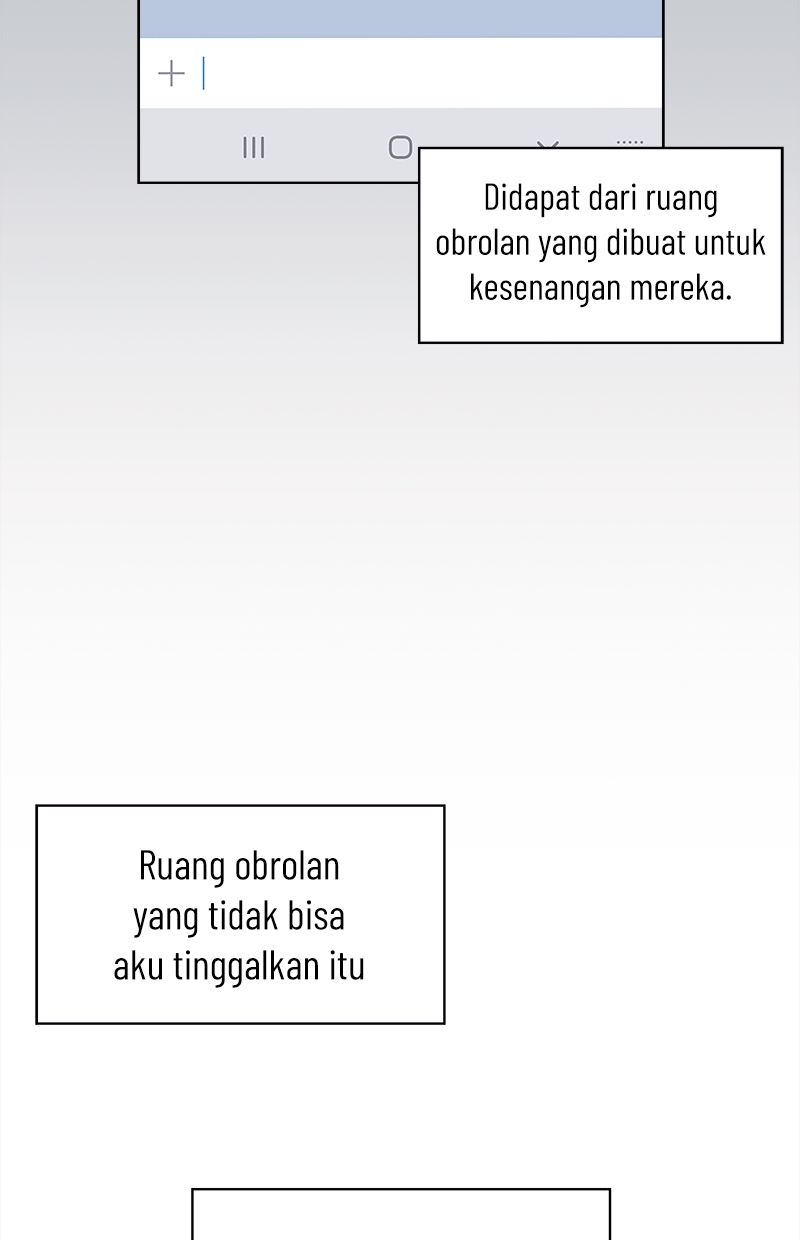 Didapat dari ruang
obrolan yang dibuat untuk
kesenangan mereka.
Ruang obrolan
yang tidak bisa
aku tinggalkan itu